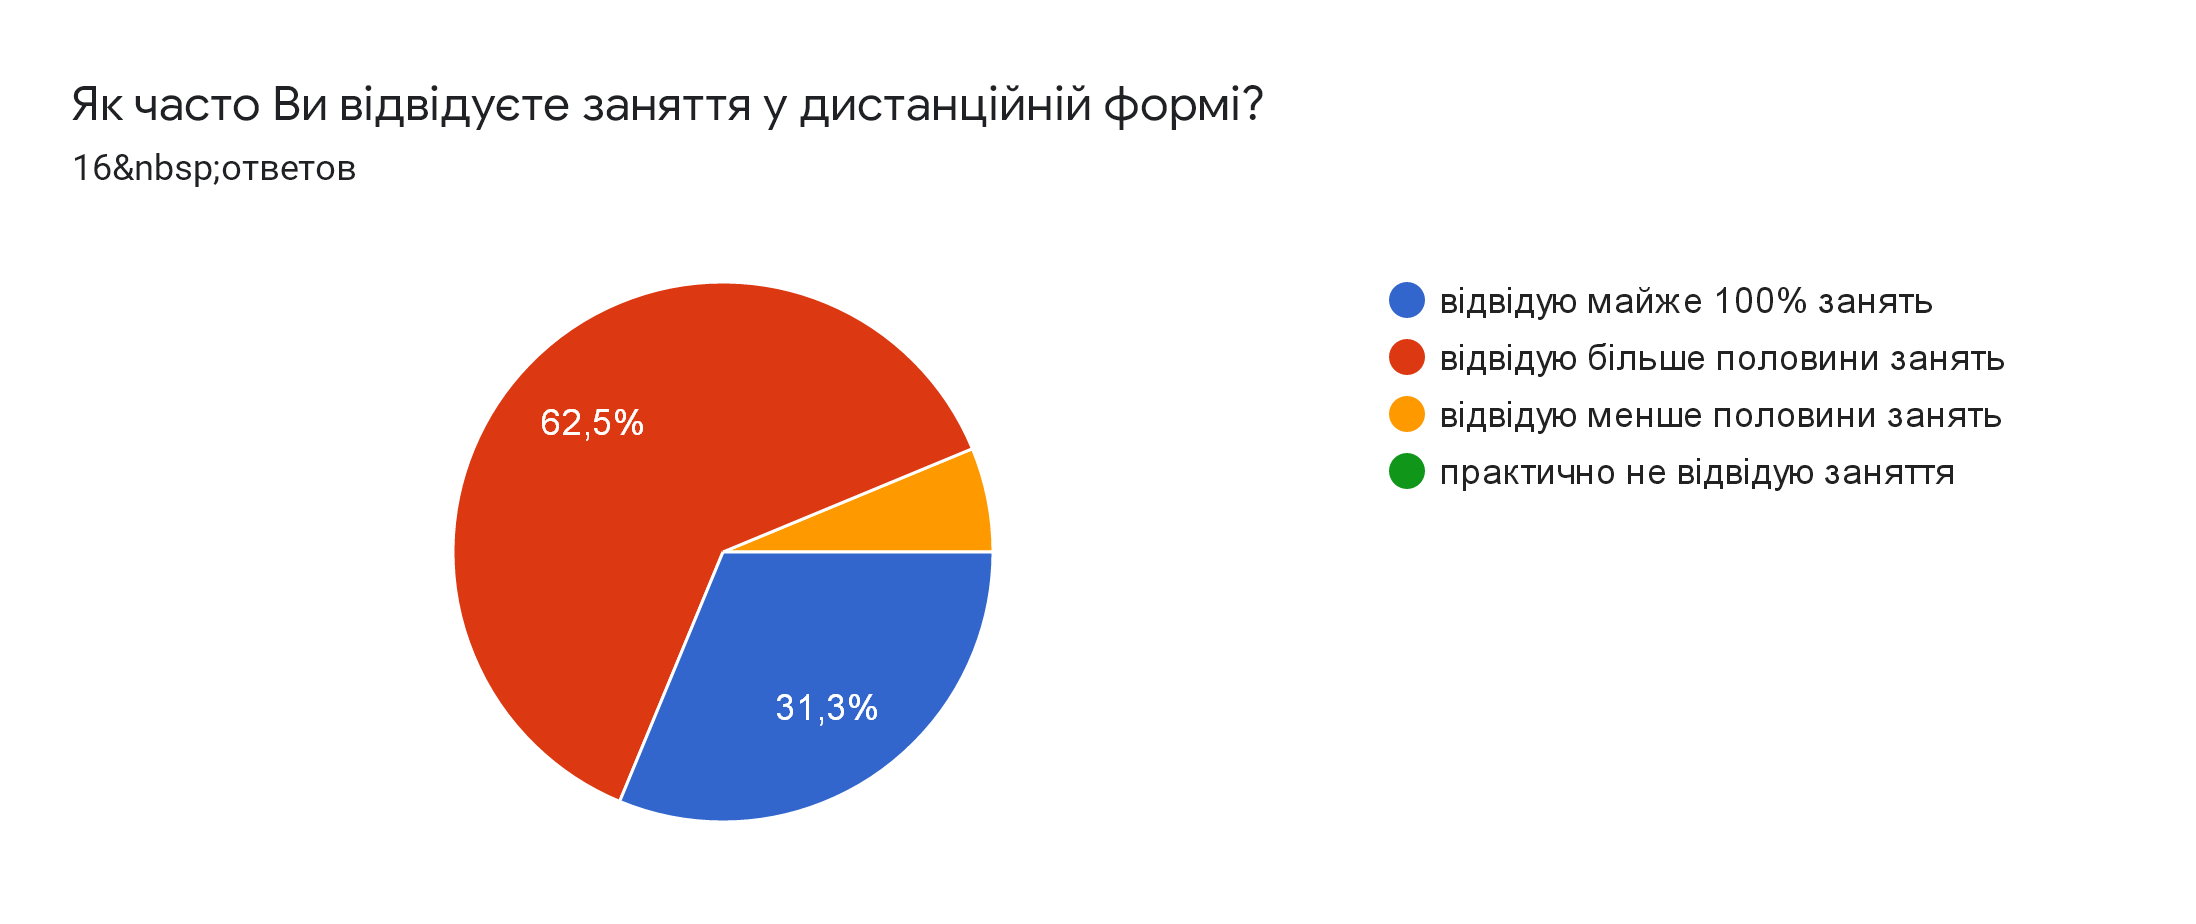 Як часто Ви відвідуєте заняття у дистанційній формі?
16&nbsp;ответов
відвідую майже 100% занять
відвідую більше половини занять
відвідую менше половини занять
практично не відвідую заняття
62,5%
31,3%